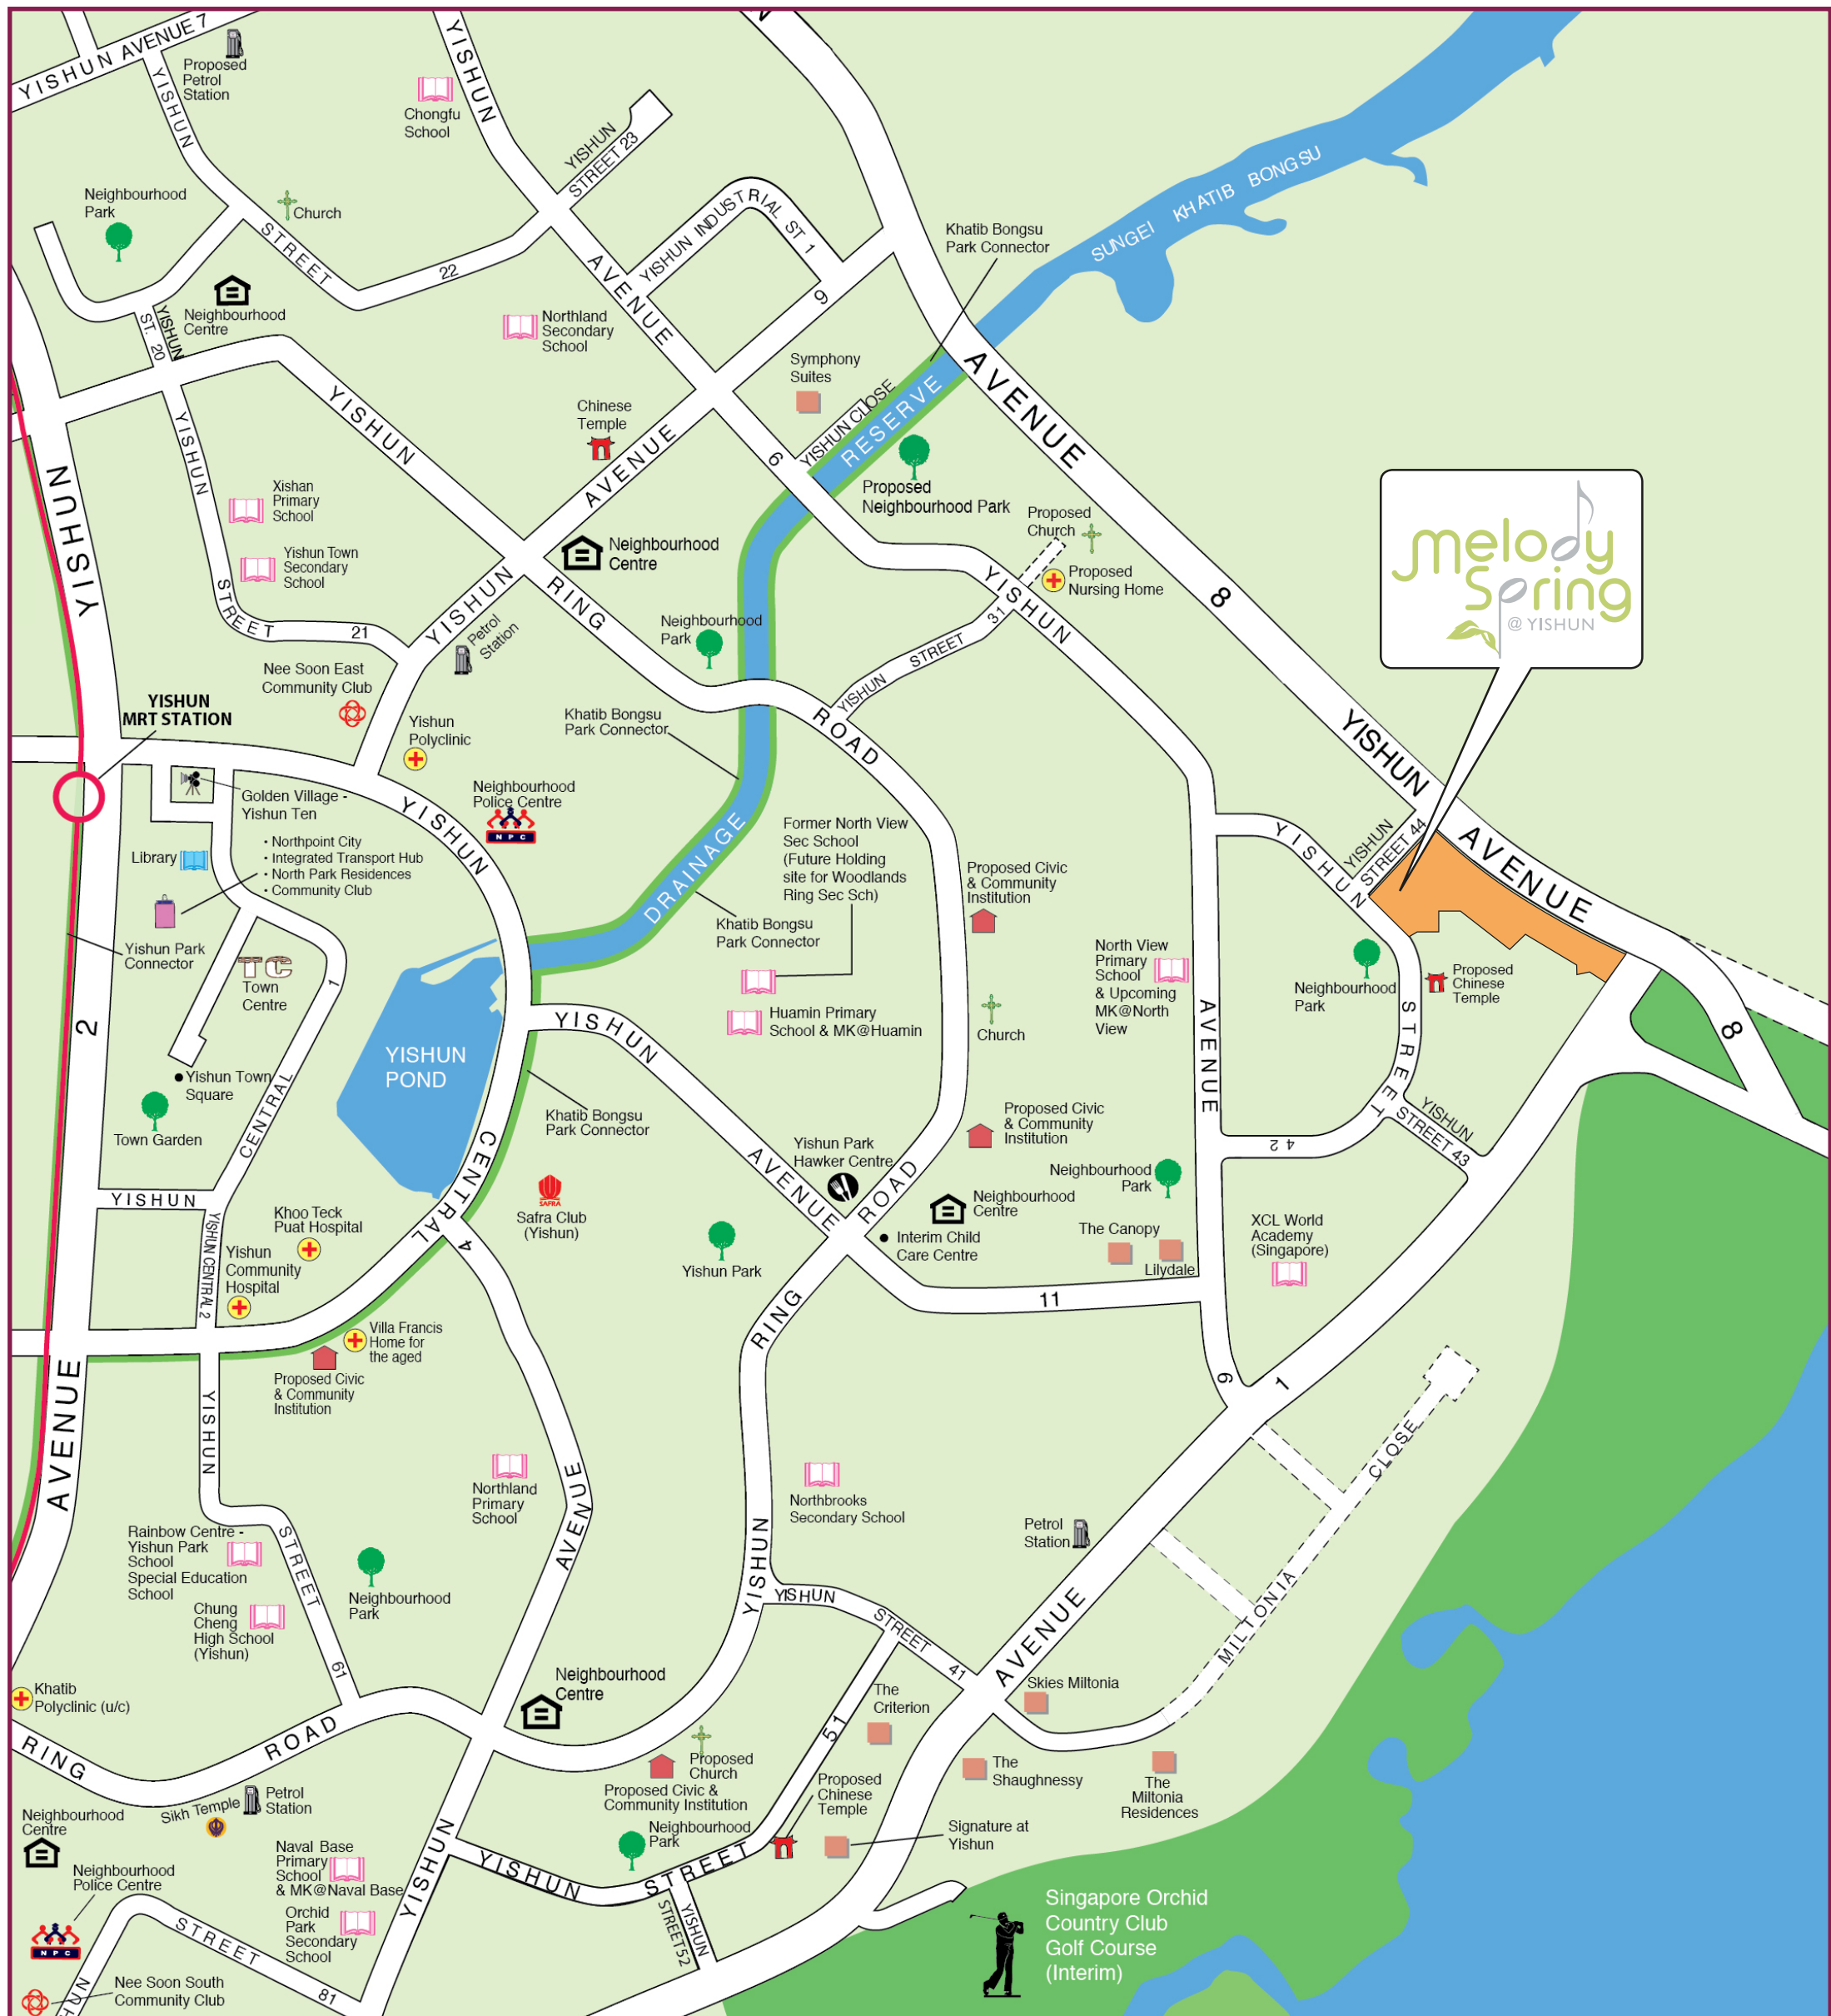 YISHUN AVENUE 7
Proposed
Petrol
Station
YISHUN
Chongfu
School
YISHUN
YISHUN
STREET 23
Neighbourhood
Park
Church
STREET
22
AVENUE
YISHUN INDUSTRIAL ST 1
9
Khatib Bongsu
Park Connector
SUNGEI KHATIB BONGSU
Neighbourhood
Centre
YISHUN
ST. 20
Northland
Secondary
School
Symphony
Suites
YISHUN CLOSE
RESERVE
AVENUE
Chinese
Temple
YISHUN
YISHUN
AVENUE
6
Proposed
Neighbourhood Park
Xishan
Primary
School
Yishun Town
Secondary
School
YISHUN
Neighbourhood
Centre
Proposed
Church
Proposed
Nursing Home
8
melody
Spring
@ YISHUN
STREET
21
YISHUN
RING
Petrol
Station
Neighbourhood
Park
YISHUN
YISHUN
STREET
31
Nee Soon East
Community Club
YISHUN
MRT STATION
Yishun
Polyclinic
Khatib Bongsu
Park Connector
ROAD
YISHUN
Golden Village -
Yishun Ten
YISHUN
Neighbourhood
Police Centre
NPC
• Northpoint City
• Integrated Transport Hub
• North Park Residences
• Community Club
Library
Former North View
Sec School
(Future Holding
site for Woodlands
Ring Sec Sch)
DRAINAGE
Khatib Bongsu
Park Connector
Proposed Civic
& Community
Institution
YISHUN
YISHUN
STREET 44
AVENUE
Yishun Park
Connector
TC
Town
Centre
1
North View
Primary
School
& Upcoming
MK@North
View
Neighbourhood
Park
Proposed
Chinese
Temple
2
YISHUN
POND
YISHUN
Huamin Primary
School & MK@Huamin
Church
AVENUE
STREET
8
Yishun Town
Square
Town Garden
CENTRAL
Khatib Bongsu
Park Connector
Proposed Civic
& Community
Institution
42
YISHUN
STREET 43
CENTRAL
AVENUE
Yishun Park
Hawker Centre
ROAD
Neighbourhood
Park
YISHUN
YISHUN CENTRAL 2
Khoo Teck
Puat Hospital
Yishun
Community
Hospital
4
SAFRA
Safra Club
(Yishun)
Yishun Park
Neighbourhood
Centre
Interim Child
Care Centre
The Canopy
Lilydale
XCL World
Academy
(Singapore)
11
RING
Villa Francis
Home for
the aged
Proposed Civic
& Community
Institution
AVENUE
YISHUN
6
1
CLOSE
Northland
Primary
School
AVENUE
Northbrooks
Secondary School
Petrol
Station
Rainbow Centre -
Yishun Park
School
Special Education
School
STREET
Chung
Cheng
High School
(Yishun)
Neighbourhood
Park
61
YISHUN
YISHUN
STREET
41
AVENUE
MILTONIA
Khatib
Polyclinic (u/c)
RING
ROAD
Neighbourhood
Centre
The
Criterion
Skies Miltonia
51
Proposed
Church
Proposed Civic &
Community Institution
Proposed
Chinese
Temple
The
Shaughnessy
The
Miltonia
Residences
Sikh Temple
Petrol
Station
Neighbourhood
Centre
Neighbourhood
Police Centre
NPC
Naval Base
Primary
School
& MK@Naval Base
Orchid
Park
Secondary
School
YISHUN
YISHUN
STREET
Neighbourhood
Park
Signature at
Yishun
YISHUN
STREET 52
STREET
81
Nee Soon South
Community Club
Singapore Orchid
Country Club
Golf Course
(Interim)